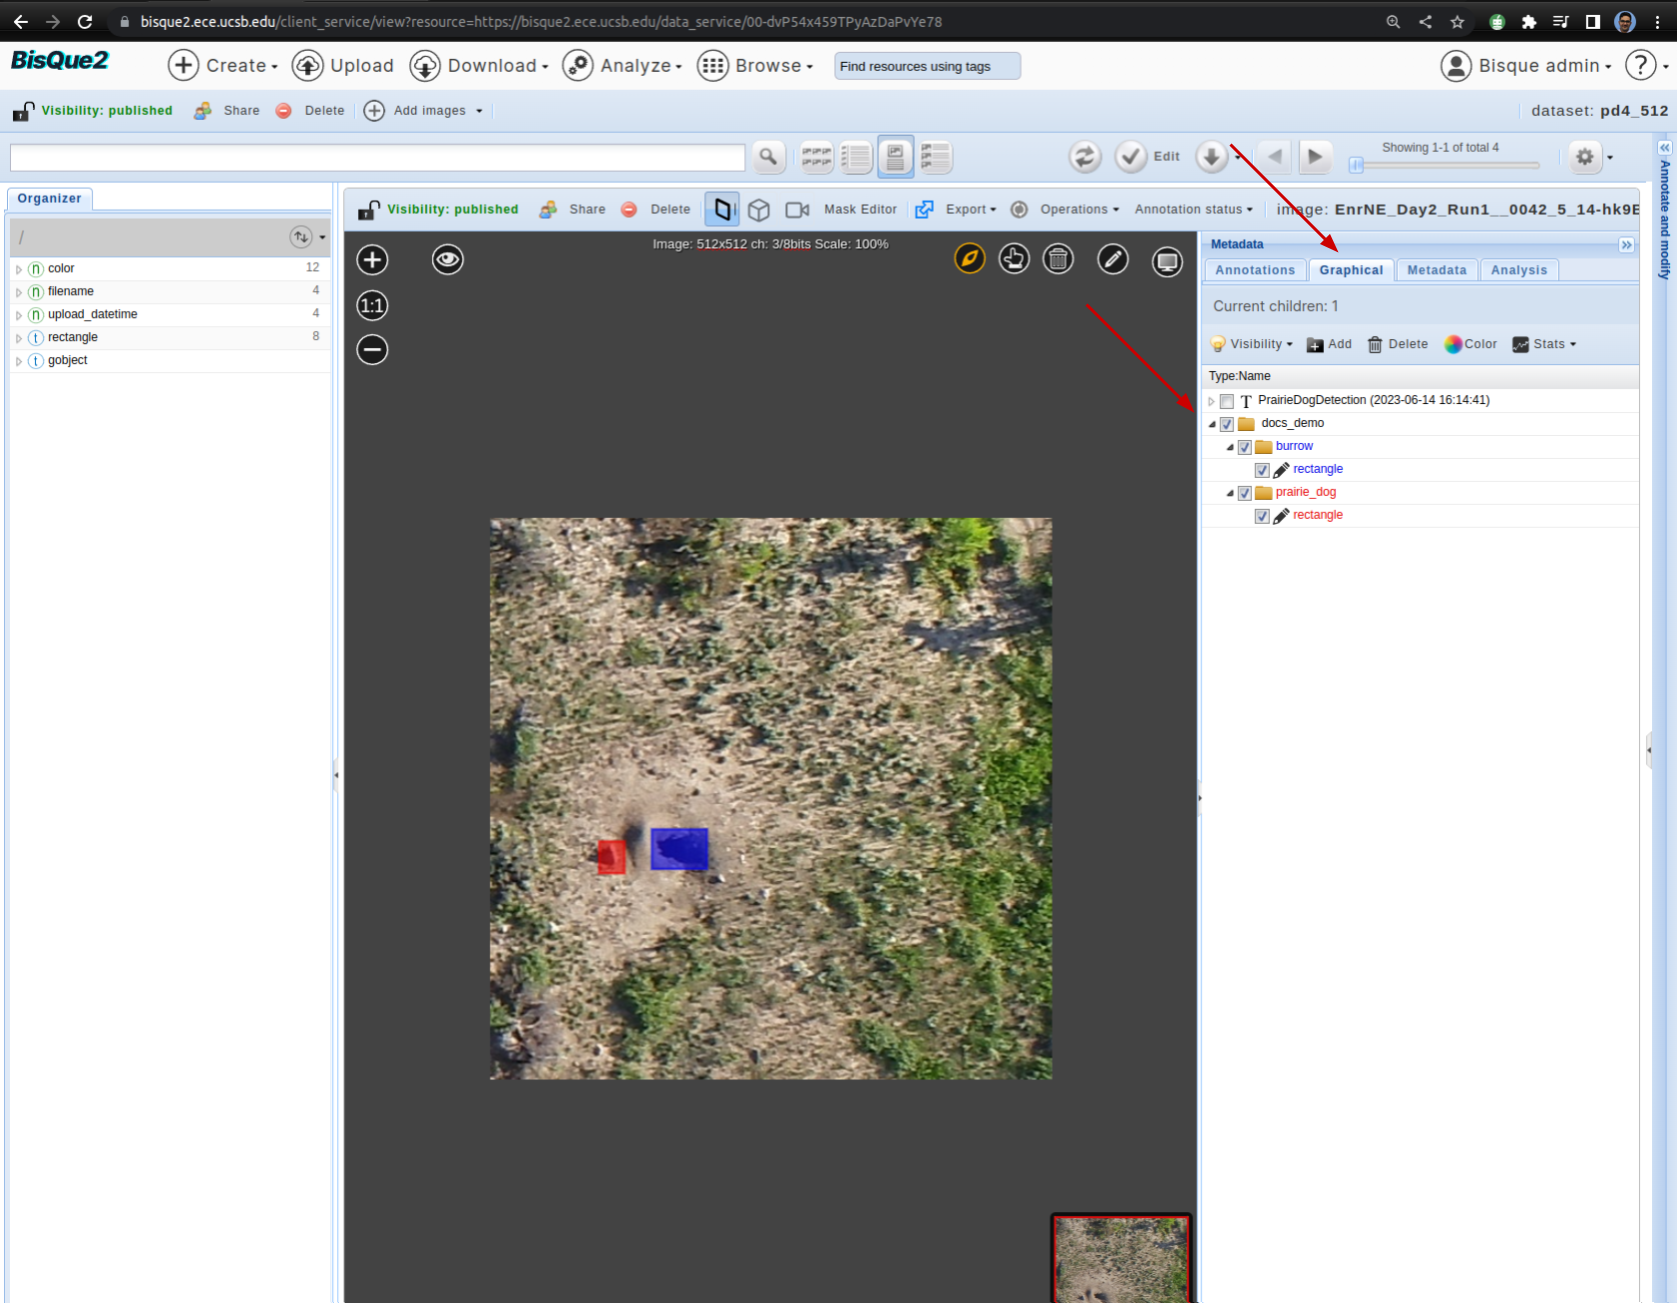 bisque2.ece.ucsb.edu/client_service/view?resource=https://bisque2.ece.ucsb.edu/data_service/00-dvP54x459TPyAzDaPvYe78
BisQue2 Create Upload Download Analyze Browse Find resources using tags Bisque admin ?
Visibility: published Share Delete Add images dataset: pd4_512
Edit Showing 1-1 of total 4
Annotate and modify
Organizer
/
color 12
filename 4
upload_datetime 4
rectangle 8
gobject
Visibility: published Share Delete Mask Editor Export Operations Annotation status image: EnrNE_Day2_Run1__0042_5_14-hk9E
Image: 512x512 ch: 3/8bits Scale: 100%
1:1
Metadata
Annotations Graphical Metadata Analysis
Current children: 1
Visibility Add Delete Color Stats
Type:Name
T PrairieDogDetection (2023-06-14 16:14:41)
docs_demo
burrow
rectangle
prairie_dog
rectangle